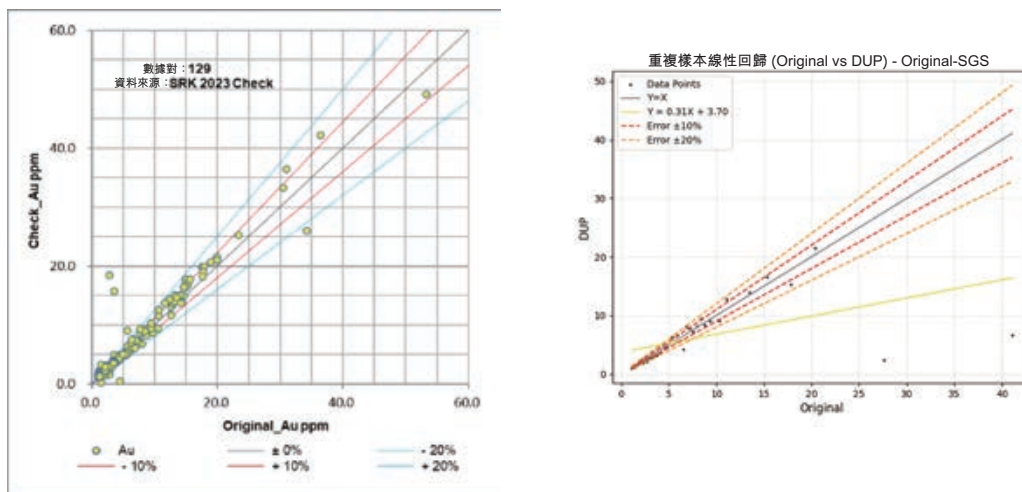 60.0
40.0
20.0
0.0
Check_Au ppm
數據對：129
資料來源：SRK 2023 Check
0.0 20.0 40.0 60.0
Original_Au ppm
Au ± 0% - 20%
- 10% + 10% + 20%
重複樣本線性回歸 (Original vs DUP) - Original-SGS
Data Points
Y=X
Y = 0.31X + 3.70
Error ±10%
Error ±20%
50
40
30
20
10
0
DUP
0 5 10 15 20 25 30 35 40
Original